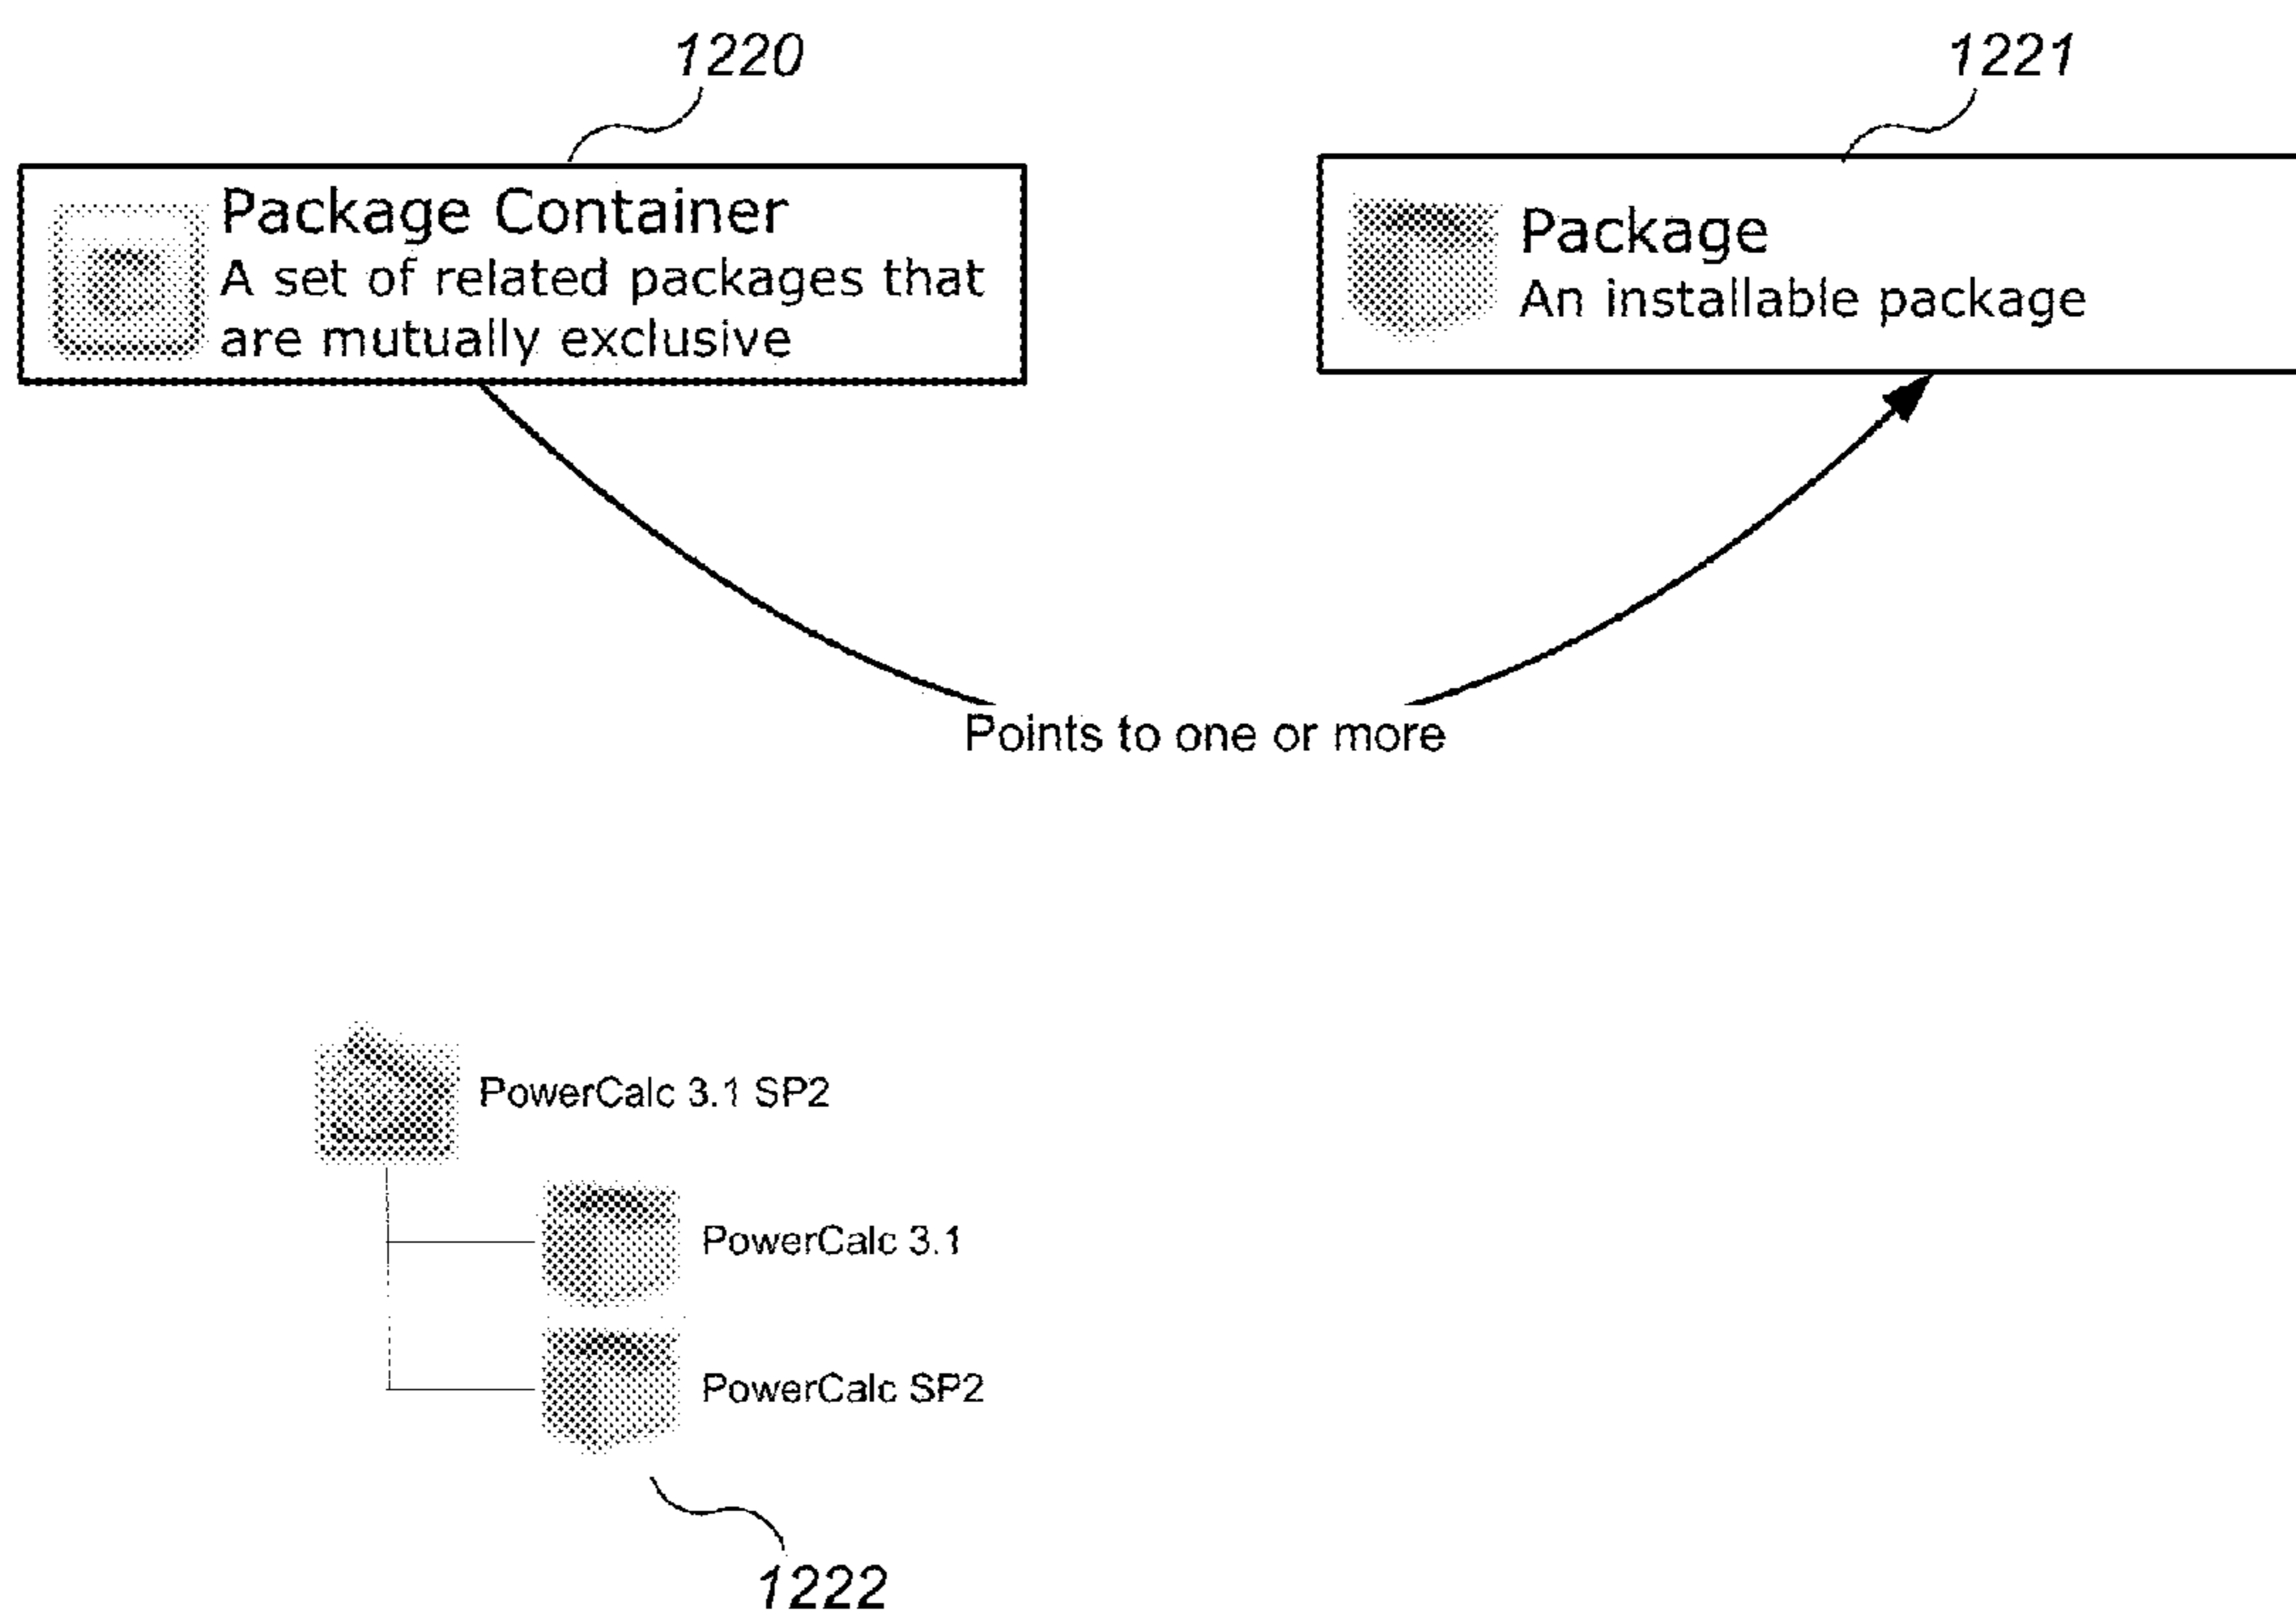 1220
1221
Package Container
A set of related packages that
are mutually exclusive
Package
An installable package
Points to one or more
PowerCalc 3.1 SP2
PowerCalc 3.1
PowerCalc SP2
1222